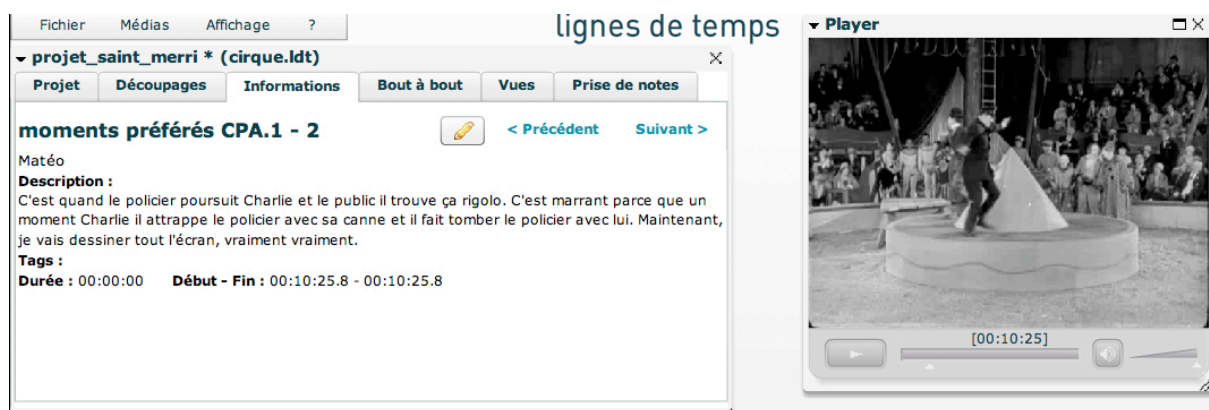 Fichier Médias Affichage ?
lignes de temps
projet_saint_merri * (cirque.ldt)
Projet Découpages Informations Bout à bout Vues Prise de notes
moments préférés CPA.1 - 2 < Précédent Suivant >
Matéo
Description :
C'est quand le policier poursuit Charlie et le public il trouve ça rigolo. C'est marrant parce que un
moment Charlie il attrappe le policier avec sa canne et il fait tomber le policier avec lui. Maintenant,
je vais dessiner tout l'écran, vraiment vraiment.
Tags :
Durée : 00:00:00 Début - Fin : 00:10:25.8 - 00:10:25.8
Player
[00:10:25]